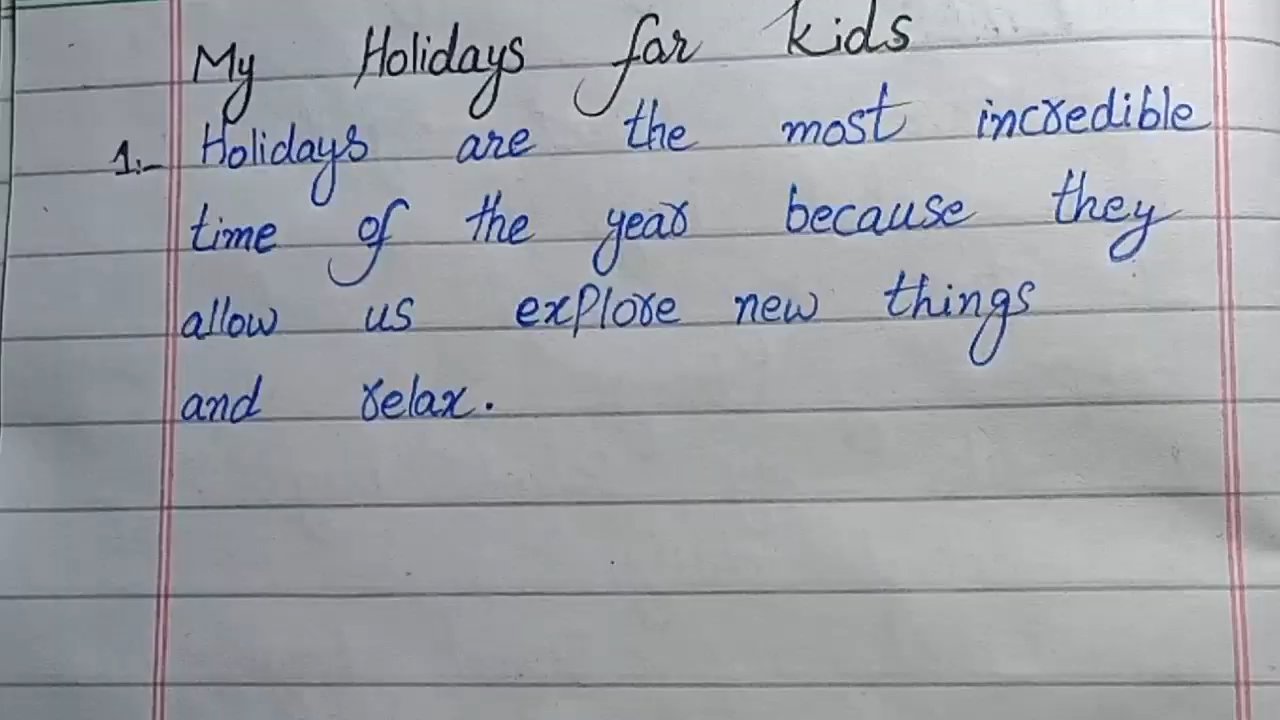 My Holidays for kids
1:- Holidays are the most incredible
time of the year because they
allow us explore new things
and relax.